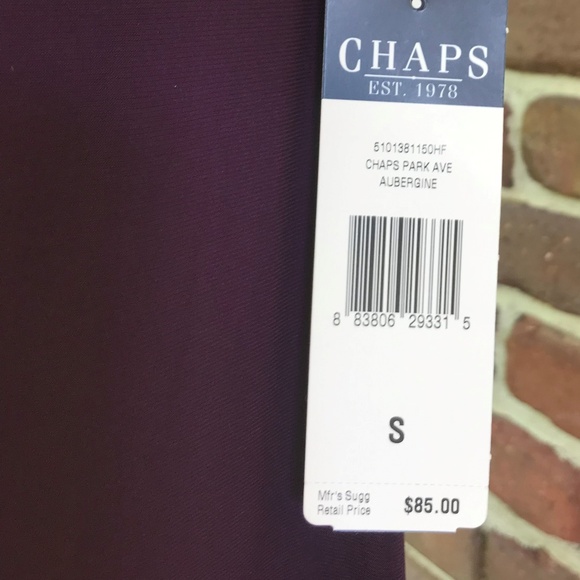 CHAPS
EST. 1978
5101381150HF
CHAPS PARK AVE
AUBERGINE
8 83806 29331 5
S
Mfr's Sugg
Retail Price $85.00